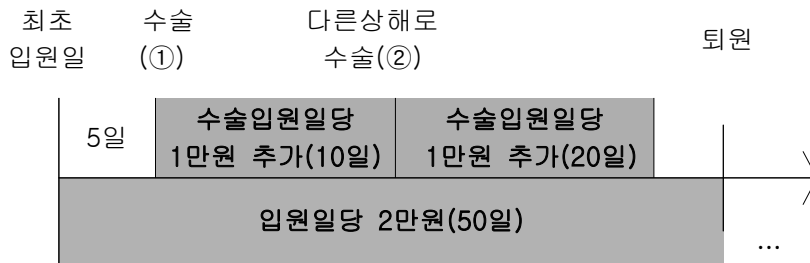 최초
입원일
수술
(①)
다른상해로
수술(②)
퇴원
5일
수술입원일당
1만원 추가(10일)
수술입원일당
1만원 추가(20일)
입원일당 2만원(50일)
...